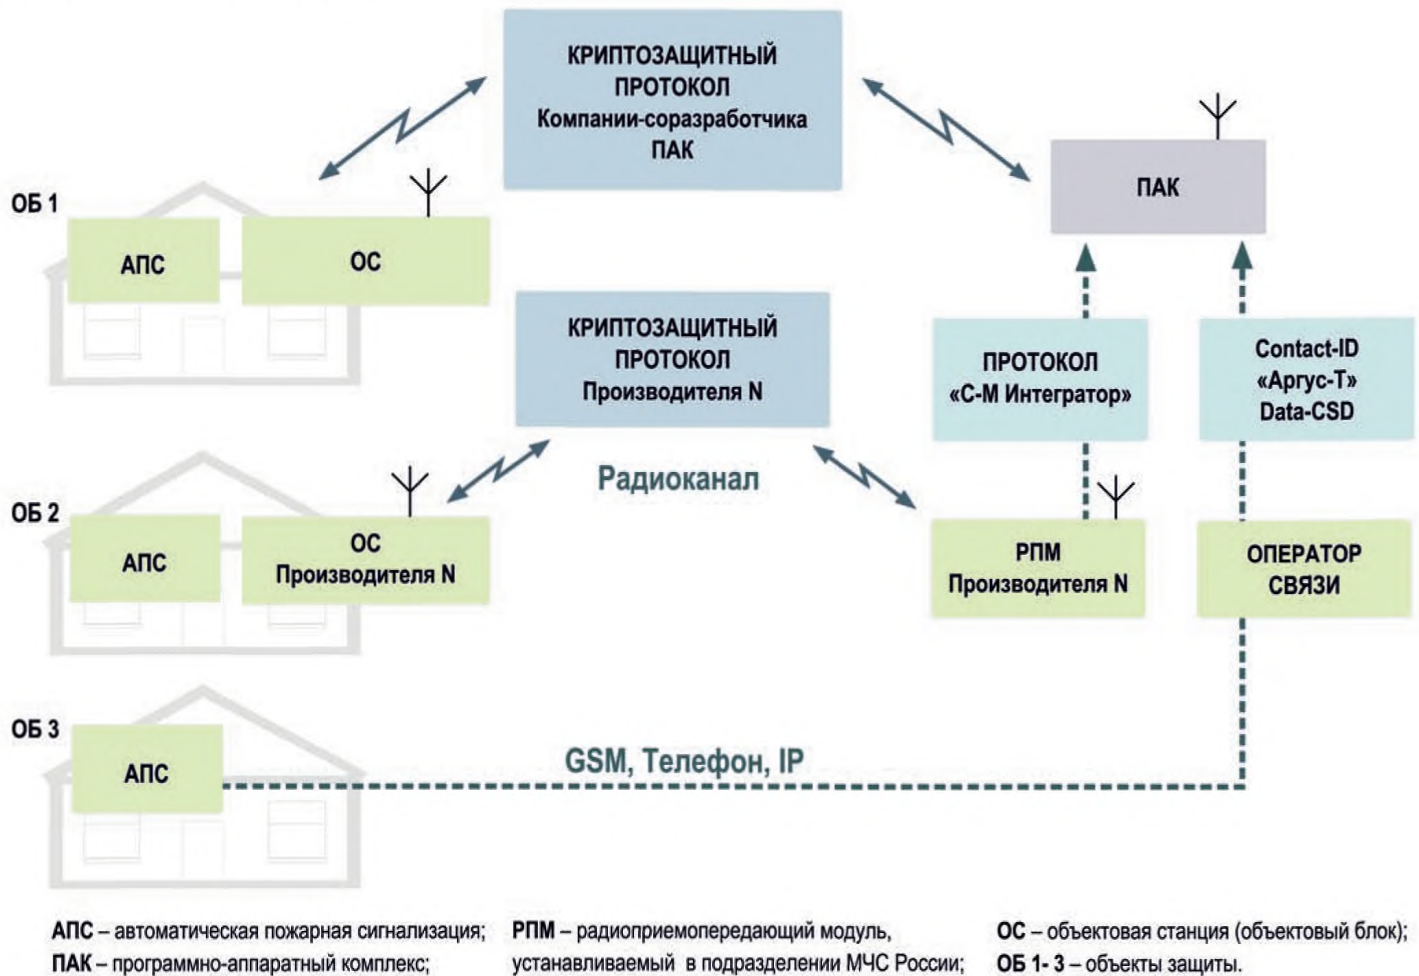 КРИПТОЗАЩИТНЫЙ
ПРОТОКОЛ
Компании-соразработчика
ПАК
ПАК
ОБ 1
АПС
ОС
КРИПТОЗАЩИТНЫЙ
ПРОТОКОЛ
Производителя N
ПРОТОКОЛ
«С-М Интегратор»
Contact-ID
«Аргус-Т»
Data-CSD
Радиоканал
ОБ 2
АПС
ОС
Производителя N
РПМ
Производителя N
ОПЕРАТОР
СВЯЗИ
ОБ 3
АПС
GSM, Телефон, IP
АПС – автоматическая пожарная сигнализация;
ПАК – программно-аппаратный комплекс;
РПМ – радиоприемопередающий модуль,
устанавливаемый в подразделении МЧС России;
ОС – объектовая станция (объектовый блок);
ОБ 1- 3 – объекты защиты.